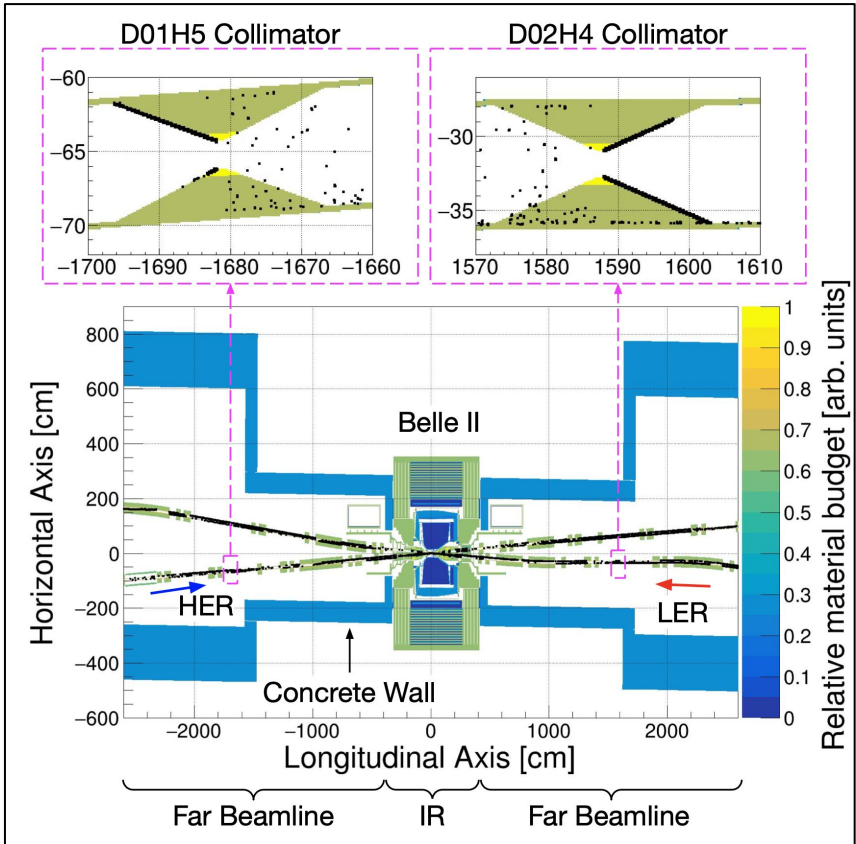 D01H5 Collimator
D02H4 Collimator
−60
−65
−70
−1700 −1690 −1680 −1670 −1660
−30
−35
1570 1580 1590 1600 1610
800
600
400
200
0
−200
−400
−600
Horizontal Axis [cm]
Belle II
HER
LER
Concrete Wall
−2000 −1000 0 1000 2000
Longitudinal Axis [cm]
1
0.9
0.8
0.7
0.6
0.5
0.4
0.3
0.2
0.1
0
Relative material budget [arb. units]
Far Beamline IR Far Beamline